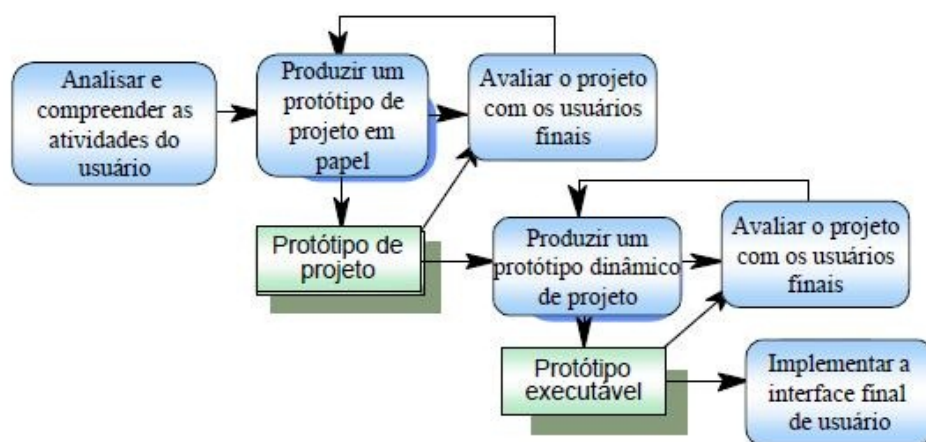 Analisar e
compreender as
atividades do
usuário
Produzir um
protótipo de
projeto em
papel
Avaliar o projeto
com os usuários
finais
Protótipo de
projeto
Produzir um
protótipo dinâmico
de projeto
Avaliar o projeto
com os usuários
finais
Protótipo
executável
Implementar a
interface final
de usuário